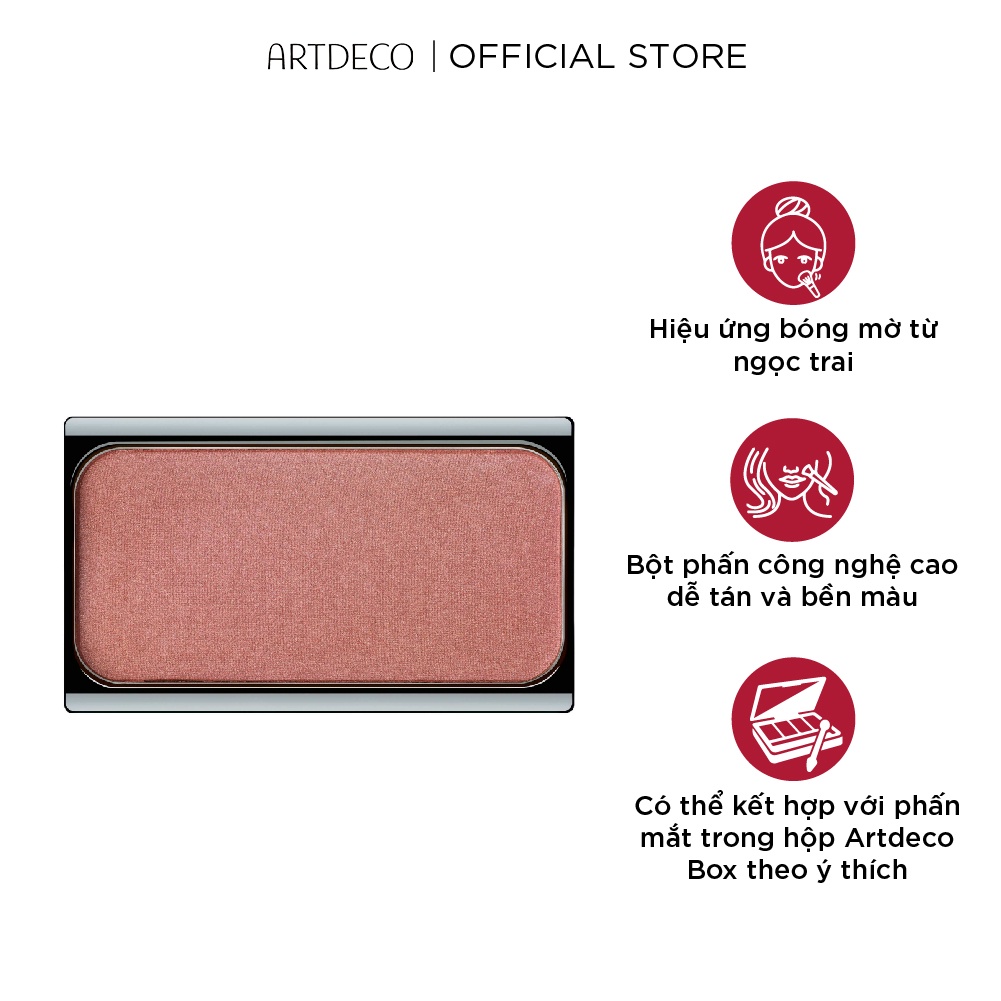 ARTDECO | OFFICIAL STORE
Hiệu ứng bóng mờ từ
ngọc trai
Bột phấn công nghệ cao
dễ tán và bền màu
Có thể kết hợp với phấn
mắt trong hộp Artdeco
Box theo ý thích